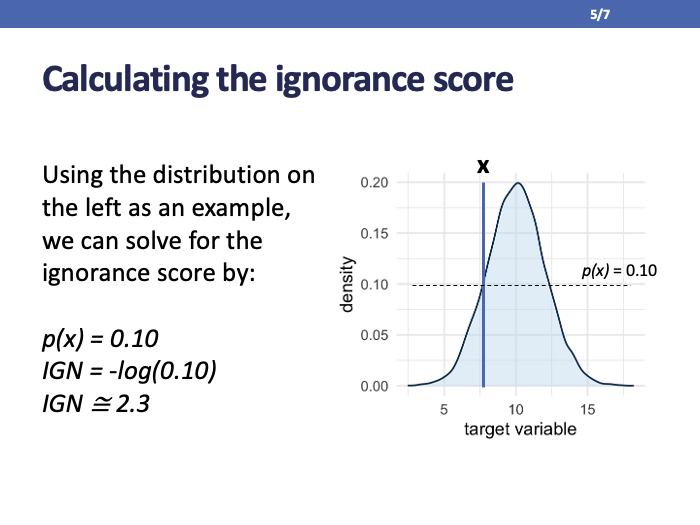 5/7
Calculating the ignorance score
Using the distribution on
the left as an example,
we can solve for the
ignorance score by:
p(x) = 0.10
IGN = -log(0.10)
IGN ≅ 2.3
x
0.20
0.15
0.10
0.05
0.00
density
p(x) = 0.10
5 10 15
target variable